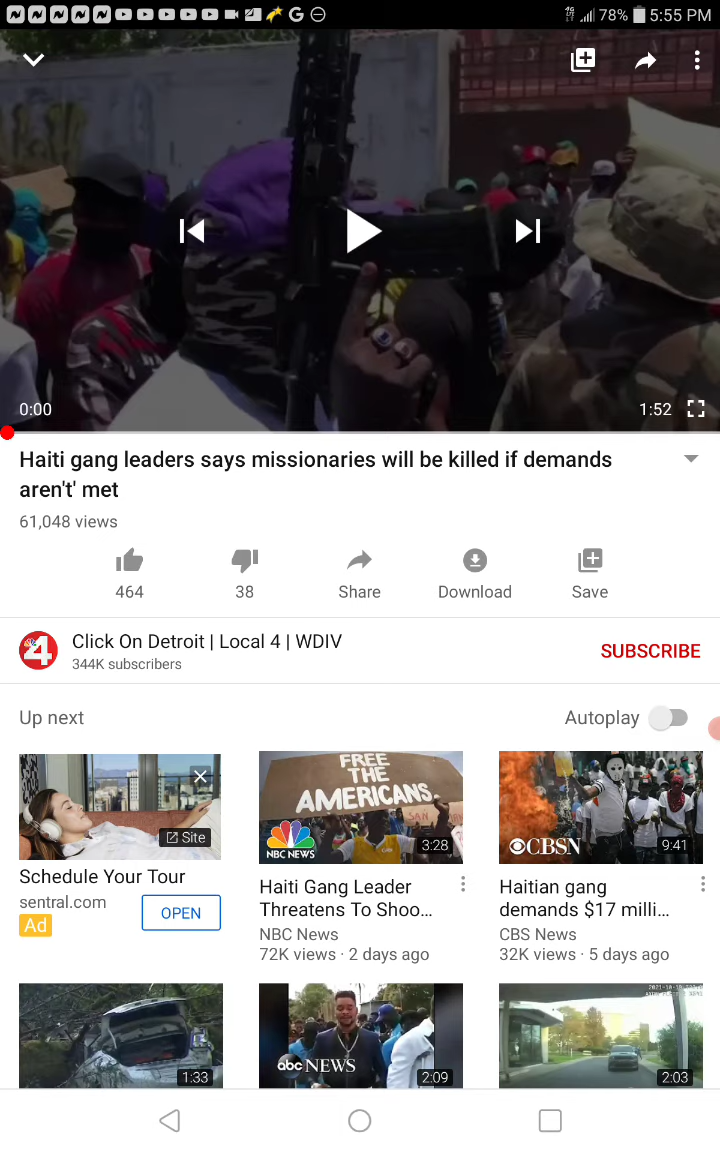 78% 5:55 PM
0:00
1:52
Haiti gang leaders says missionaries will be killed if demands
aren't' met
61,048 views
464
38
Share
Download
Save
4
Click On Detroit | Local 4 | WDIV
344K subscribers
SUBSCRIBE
Up next
Autoplay
Site
Schedule Your Tour
sentral.com
Ad
OPEN
FREE
THE
AMERICANS.
SAN
NBC NEWS
3:28
Haiti Gang Leader
Threatens To Shoo...
NBC News
72K views · 2 days ago
CBSN
9:41
Haitian gang
demands $17 milli...
CBS News
32K views · 5 days ago
1:33
abc NEWS
2:09
2:03